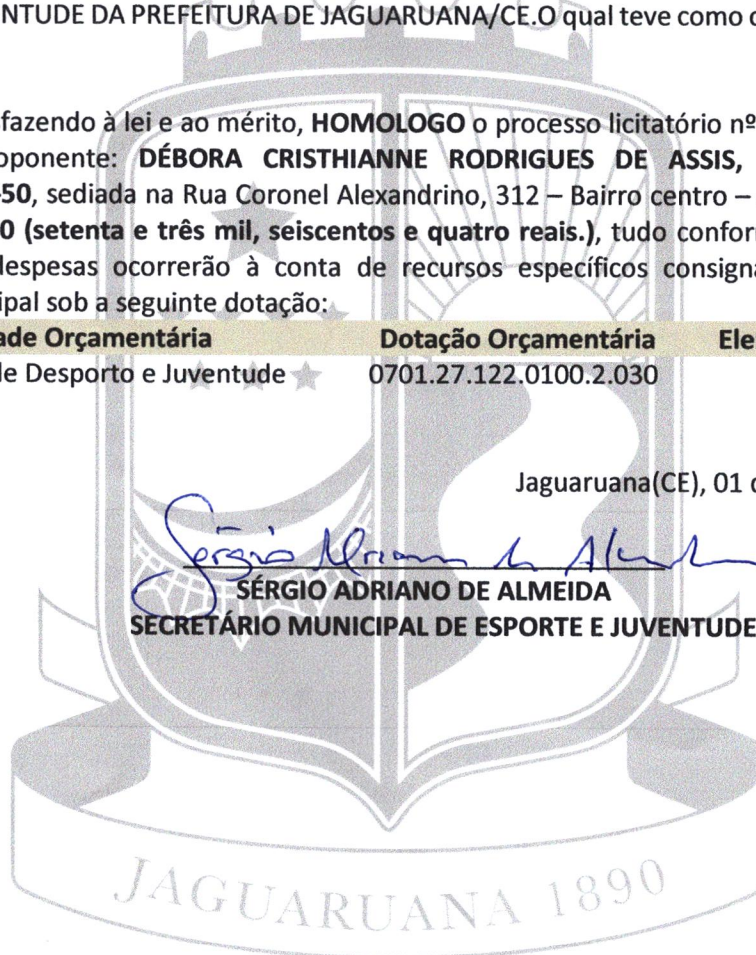 NTUDE DA PREFEITURA DE JAGUARUANA/CE.O qual teve como
fazendo à lei e ao mérito, HOMOLOGO o processo licitatório nº
oponente: DÉBORA CRISTHIANNE RODRIGUES DE ASSIS,
-50, sediada na Rua Coronel Alexandrino, 312 – Bairro centro –
0 (setenta e três mil, seiscentos e quatro reais.), tudo confor
despesas ocorrerão à conta de recursos específicos consigna
ipal sob a seguinte dotação:
ade Orçamentária Dotação Orçamentária Ele
de Desporto e Juventude 0701.27.122.0100.2.030
Jaguaruana(CE), 01
Sérgio Adriano de Almeida
SÉRGIO ADRIANO DE ALMEIDA
SECRETÁRIO MUNICIPAL DE ESPORTE E JUVENTUDE
JAGUARUANA 1890